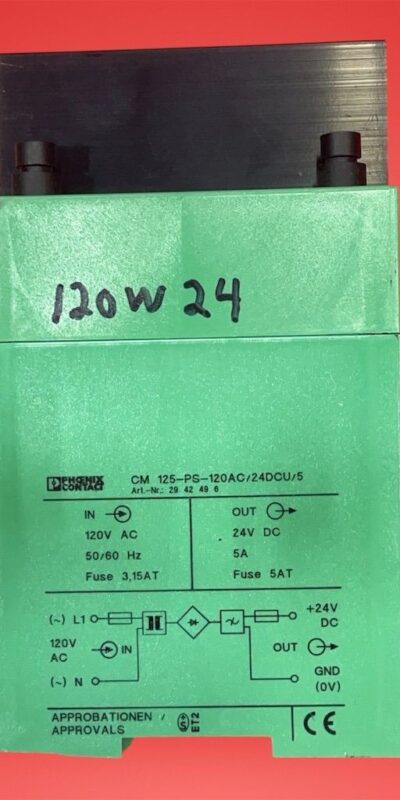 120W 24
PHŒNIX CONTACT CM 125-PS-120AC/24DCU/5
Art.-Nr.: 29 42 49 6
IN OUT
120V AC 24V DC
50/60 Hz 5A
Fuse 3,15AT Fuse 5AT
(~) L1 +24V DC
120V AC IN OUT
(~) N GND (0V)
APPROBATIONEN /
APPROVALS
S ET2 CE